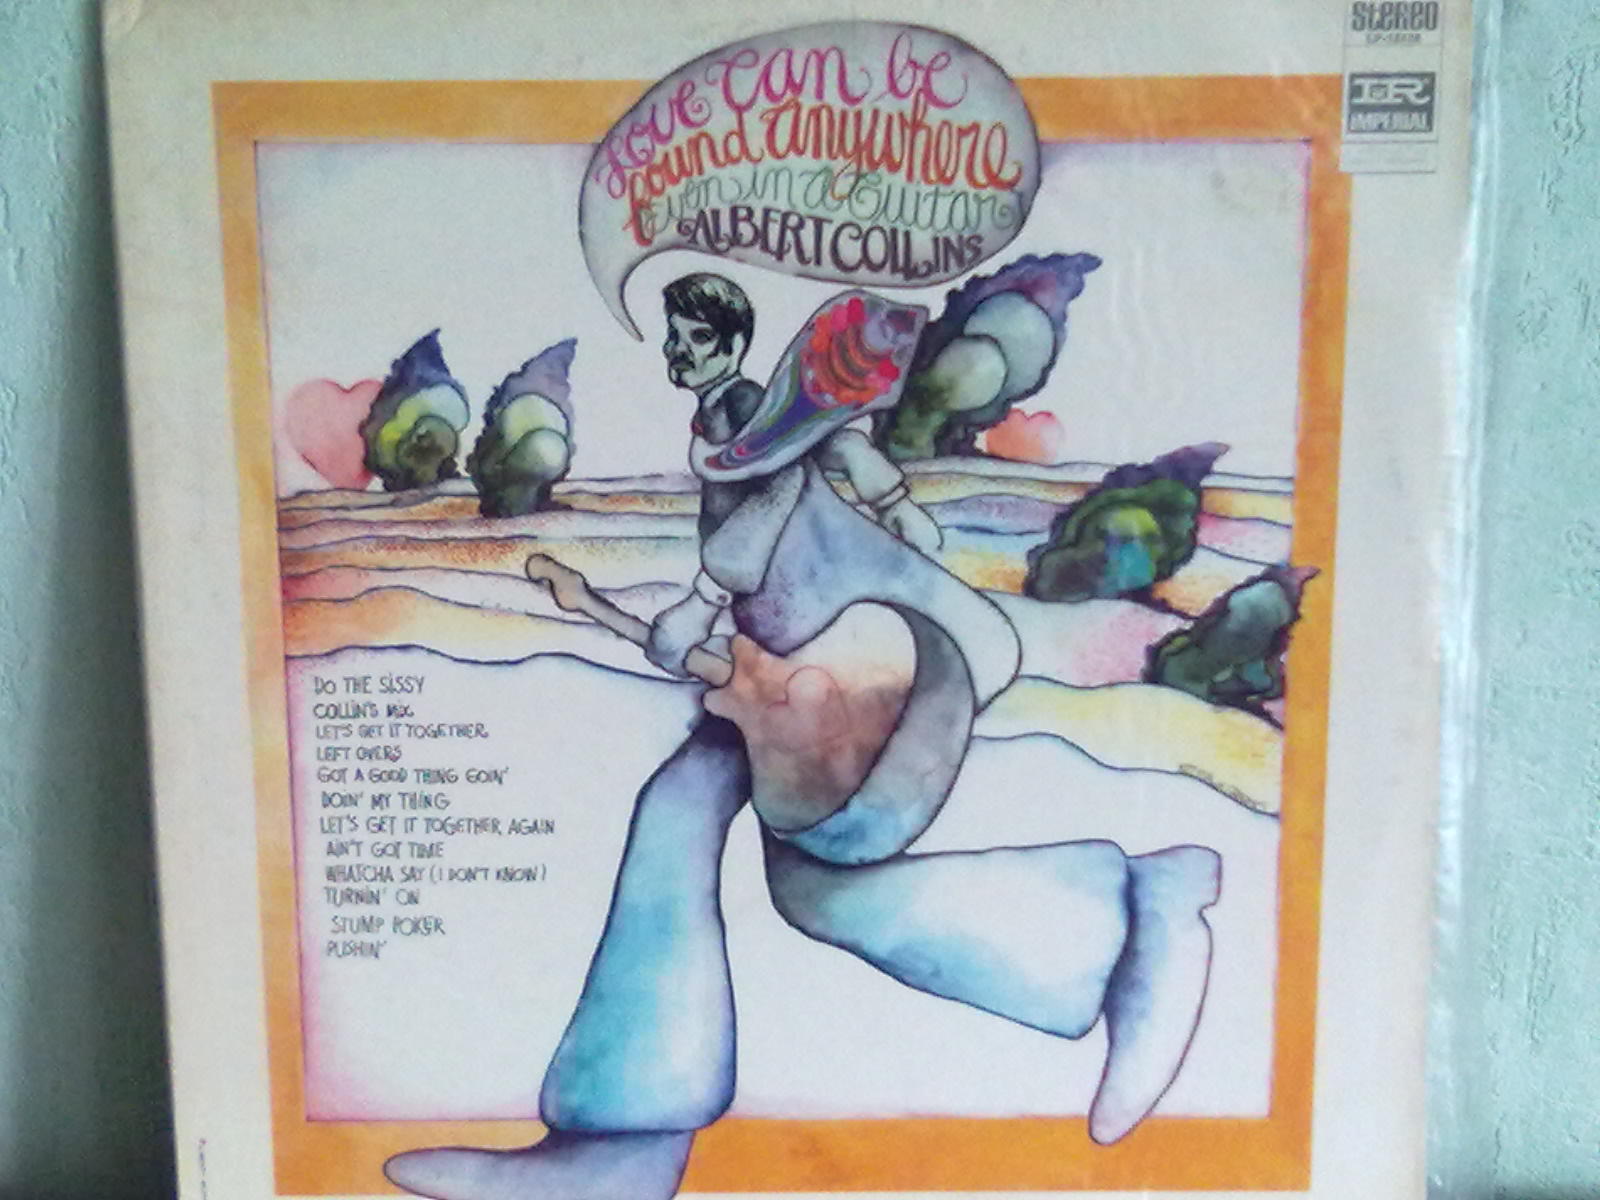 Love can be
found anywhere
Even in a Guitar
ALBERT COLLINS
STEREO
IR
IMPERIAL
DO THE SISSY
COLLIN'S MIX
LET'S GET IT TOGETHER
LEFT OVERS
GOT A GOOD THING GOIN'
DOIN' MY THING
LET'S GET IT TOGETHER AGAIN
AIN'T GOT TIME
WHATCHA SAY (I DON'T KNOW)
TURNIN' ON
STUMP POKER
PUSHIN'